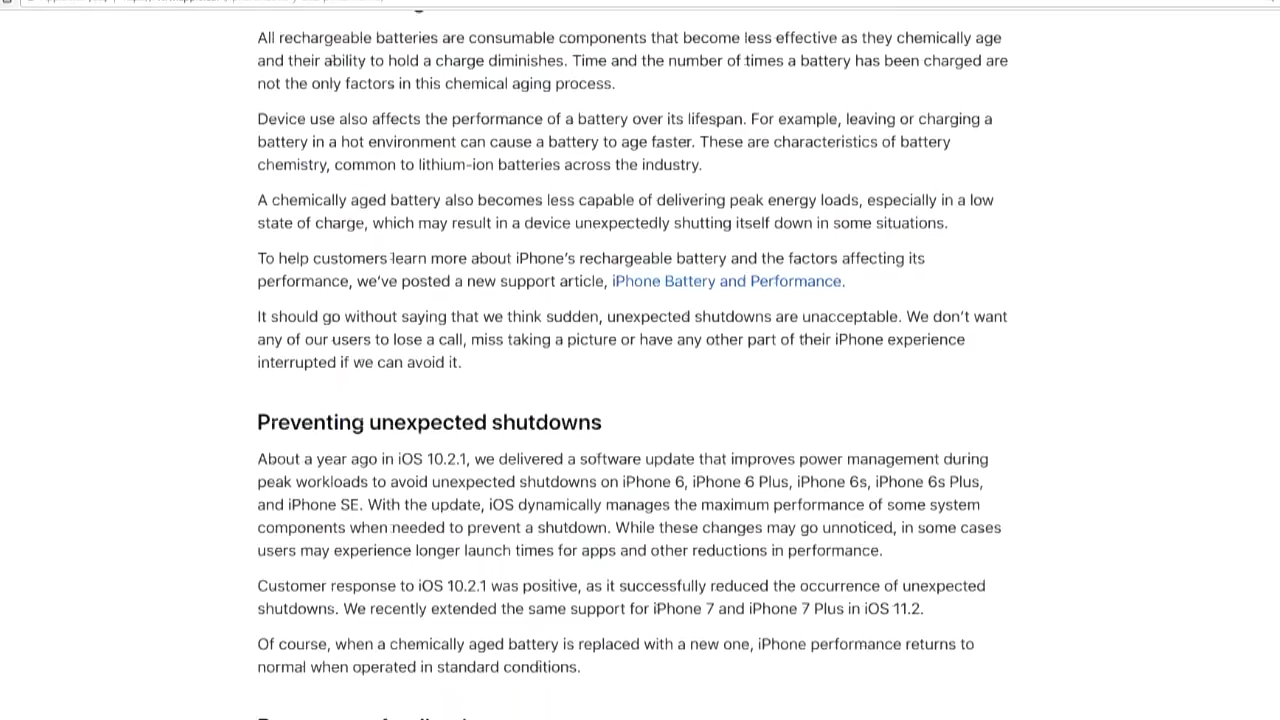 All rechargeable batteries are consumable components that become less effective as they chemically age
and their ability to hold a charge diminishes. Time and the number of times a battery has been charged are
not the only factors in this chemical aging process.
Device use also affects the performance of a battery over its lifespan. For example, leaving or charging a
battery in a hot environment can cause a battery to age faster. These are characteristics of battery
chemistry, common to lithium-ion batteries across the industry.
A chemically aged battery also becomes less capable of delivering peak energy loads, especially in a low
state of charge, which may result in a device unexpectedly shutting itself down in some situations.
To help customers learn more about iPhone’s rechargeable battery and the factors affecting its
performance, we’ve posted a new support article, iPhone Battery and Performance.
It should go without saying that we think sudden, unexpected shutdowns are unacceptable. We don’t want
any of our users to lose a call, miss taking a picture or have any other part of their iPhone experience
interrupted if we can avoid it.
Preventing unexpected shutdowns
About a year ago in iOS 10.2.1, we delivered a software update that improves power management during
peak workloads to avoid unexpected shutdowns on iPhone 6, iPhone 6 Plus, iPhone 6s, iPhone 6s Plus,
and iPhone SE. With the update, iOS dynamically manages the maximum performance of some system
components when needed to prevent a shutdown. While these changes may go unnoticed, in some cases
users may experience longer launch times for apps and other reductions in performance.
Customer response to iOS 10.2.1 was positive, as it successfully reduced the occurrence of unexpected
shutdowns. We recently extended the same support for iPhone 7 and iPhone 7 Plus in iOS 11.2.
Of course, when a chemically aged battery is replaced with a new one, iPhone performance returns to
normal when operated in standard conditions.